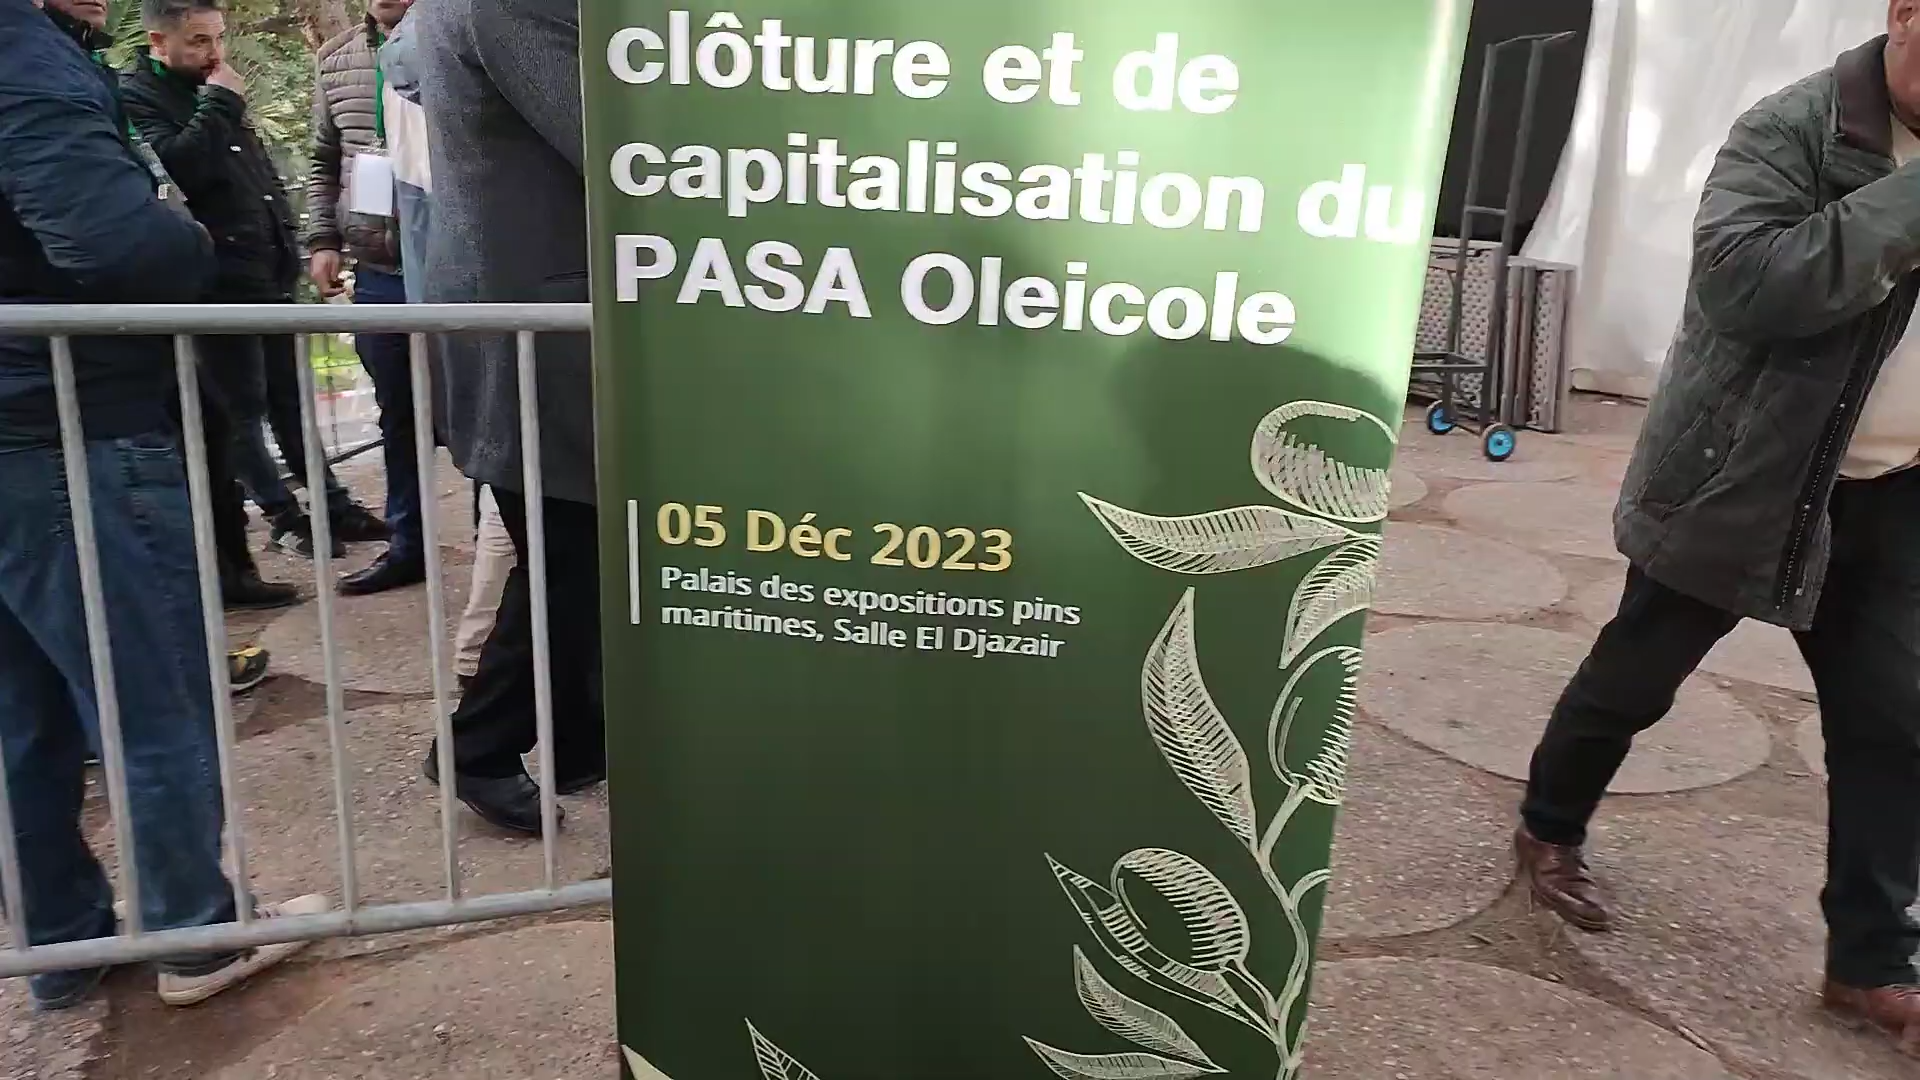 clôture et de
capitalisation du
PASA Oleicole
05 Déc 2023
Palais des expositions pins
maritimes, Salle El Djazair